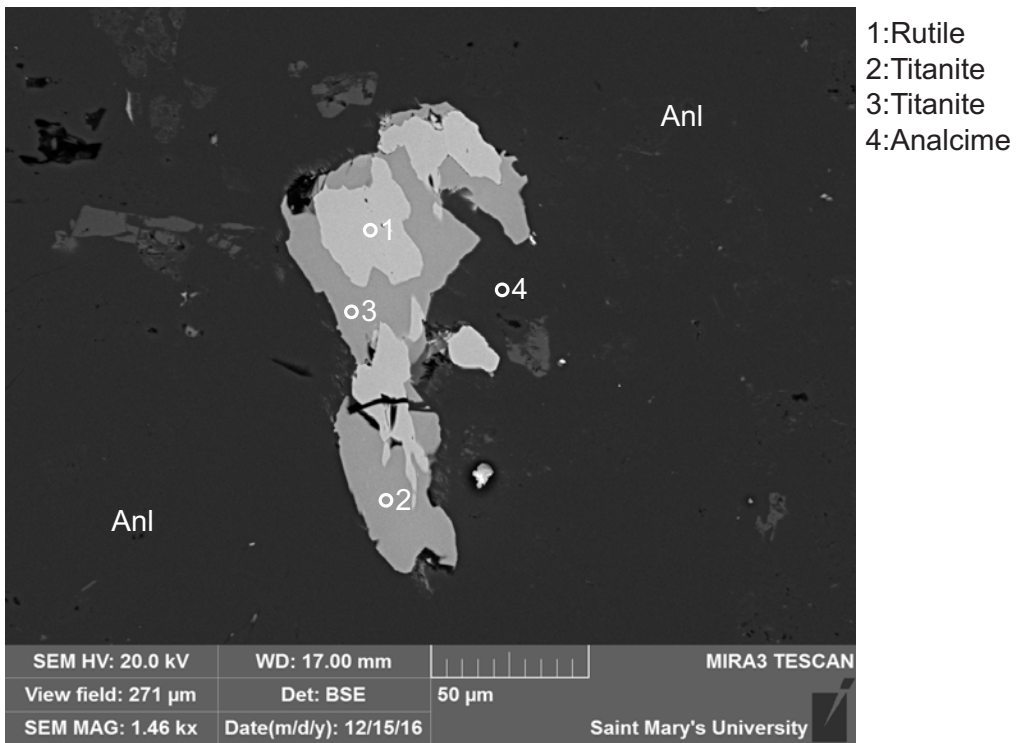 1:Rutile
2:Titanite
3:Titanite
4:Analcime
Anl
1
4
3
2
Anl
SEM HV: 20.0 kV
WD: 17.00 mm
MIRA3 TESCAN
View field: 271 µm
Det: BSE
50 µm
SEM MAG: 1.46 kx
Date(m/d/y): 12/15/16
Saint Mary's University